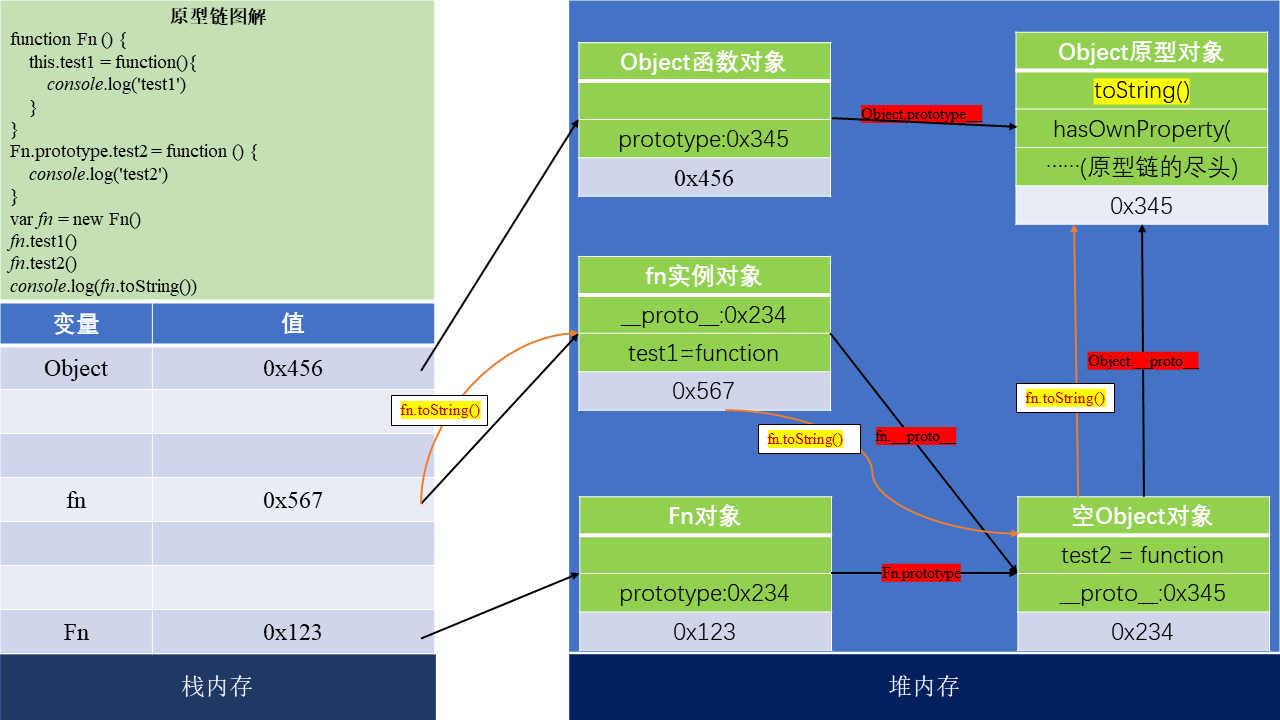 原型链图解
function Fn () {
this.test1 = function(){
console.log('test1')
}
}
Fn.prototype.test2 = function () {
console.log('test2')
}
var fn = new Fn()
fn.test1()
fn.test2()
console.log(fn.toString())
变量 值
Object 0x456
fn 0x567
Fn 0x123
栈内存
Object函数对象
prototype:0x345
0x456
Object.prototype__
Object原型对象
toString()
hasOwnProperty(
······(原型链的尽头)
0x345
fn实例对象
__proto__:0x234
test1=function
0x567
fn.toString()
fn.toString()
fn.__proto__
fn.toString()
Object.__proto__
Fn对象
prototype:0x234
0x123
Fn.prototype
空Object对象
test2 = function
__proto__:0x345
0x234
堆内存